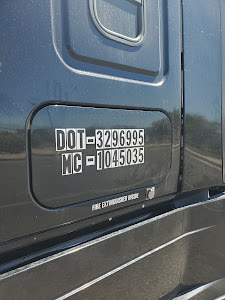 DOT-3296995
MC-1045035
FIRE EXTINGUISHER INSIDE